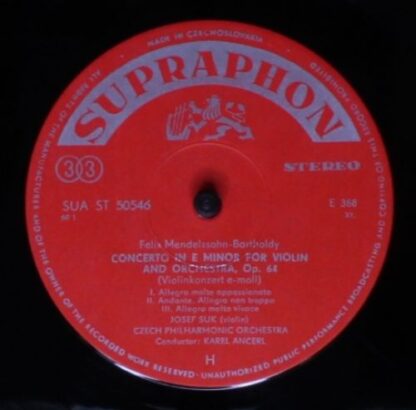 MADE IN CZECHOSLOVAKIA
ALL RIGHTS OF THE MANUFACTURER AND OF THE OWNER OF THE RECORDED WORK RESERVED · UNAUTHORIZED PUBLIC PERFORMANCE BROADCASTING AND COPYING OF THIS RECORD PROHIBITED
SUPRAPHON
33
STEREO
SUA ST 50546
E 368
Felix Mendelssohn-Bartholdy
CONCERTO IN E MINOR FOR VIOLIN
AND ORCHESTRA, Op. 64
(Violinkonzert e-moll)
I. Allegro molto appassionato
II. Andante. Allegro non troppo
III. Allegro molto vivace
JOSEF SUK (violin)
CZECH PHILHARMONIC ORCHESTRA
Conductor: KAREL ANCERL
H